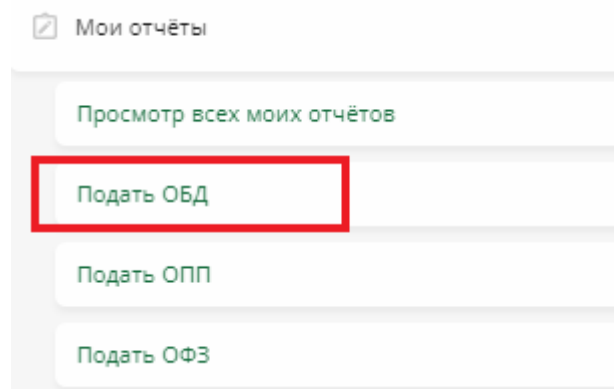 Мои отчёты
Просмотр всех моих отчётов
Подать ОБД
Подать ОПП
Подать ОФЗ